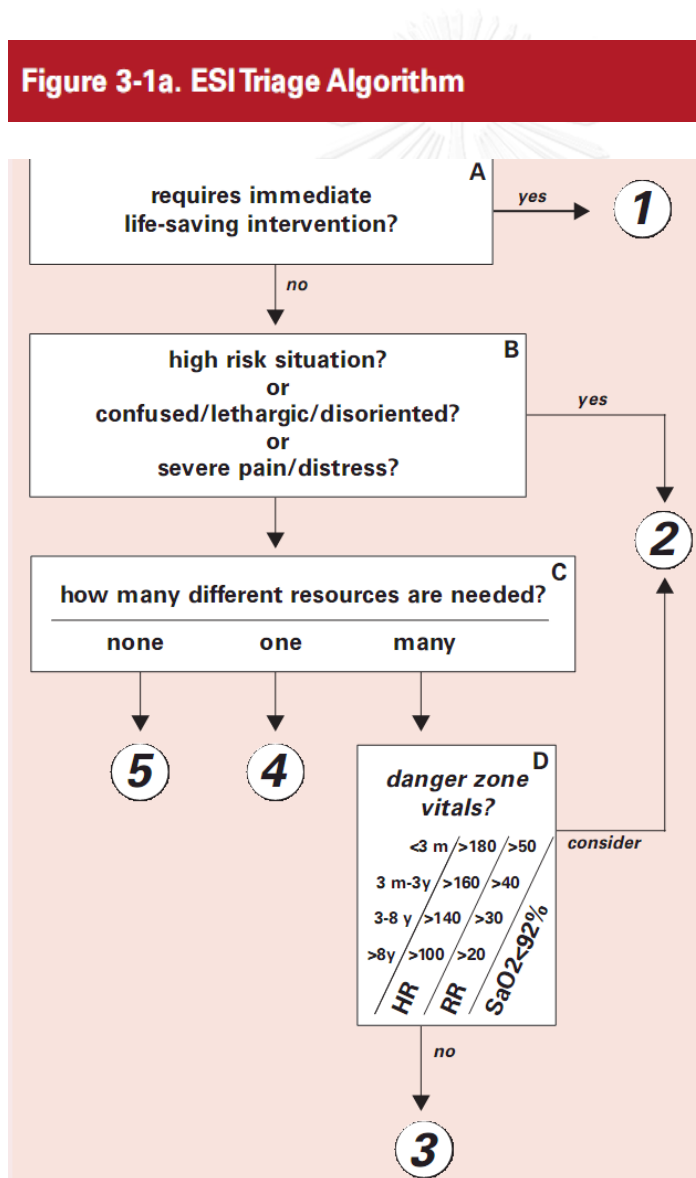 Figure 3-1a. ESI Triage Algorithm
A
requires immediate
life-saving intervention?
yes
1
no
B
high risk situation?
or
confused/lethargic/disoriented?
or
severe pain/distress?
yes
2
C
how many different resources are needed?
none one many
5
4
D
danger zone
vitals?
consider
<3 m >180 >50
3 m-3y >160 >40
3-8 y >140 >30
>8y >100 >20
HR RR SaO2<92%
no
3